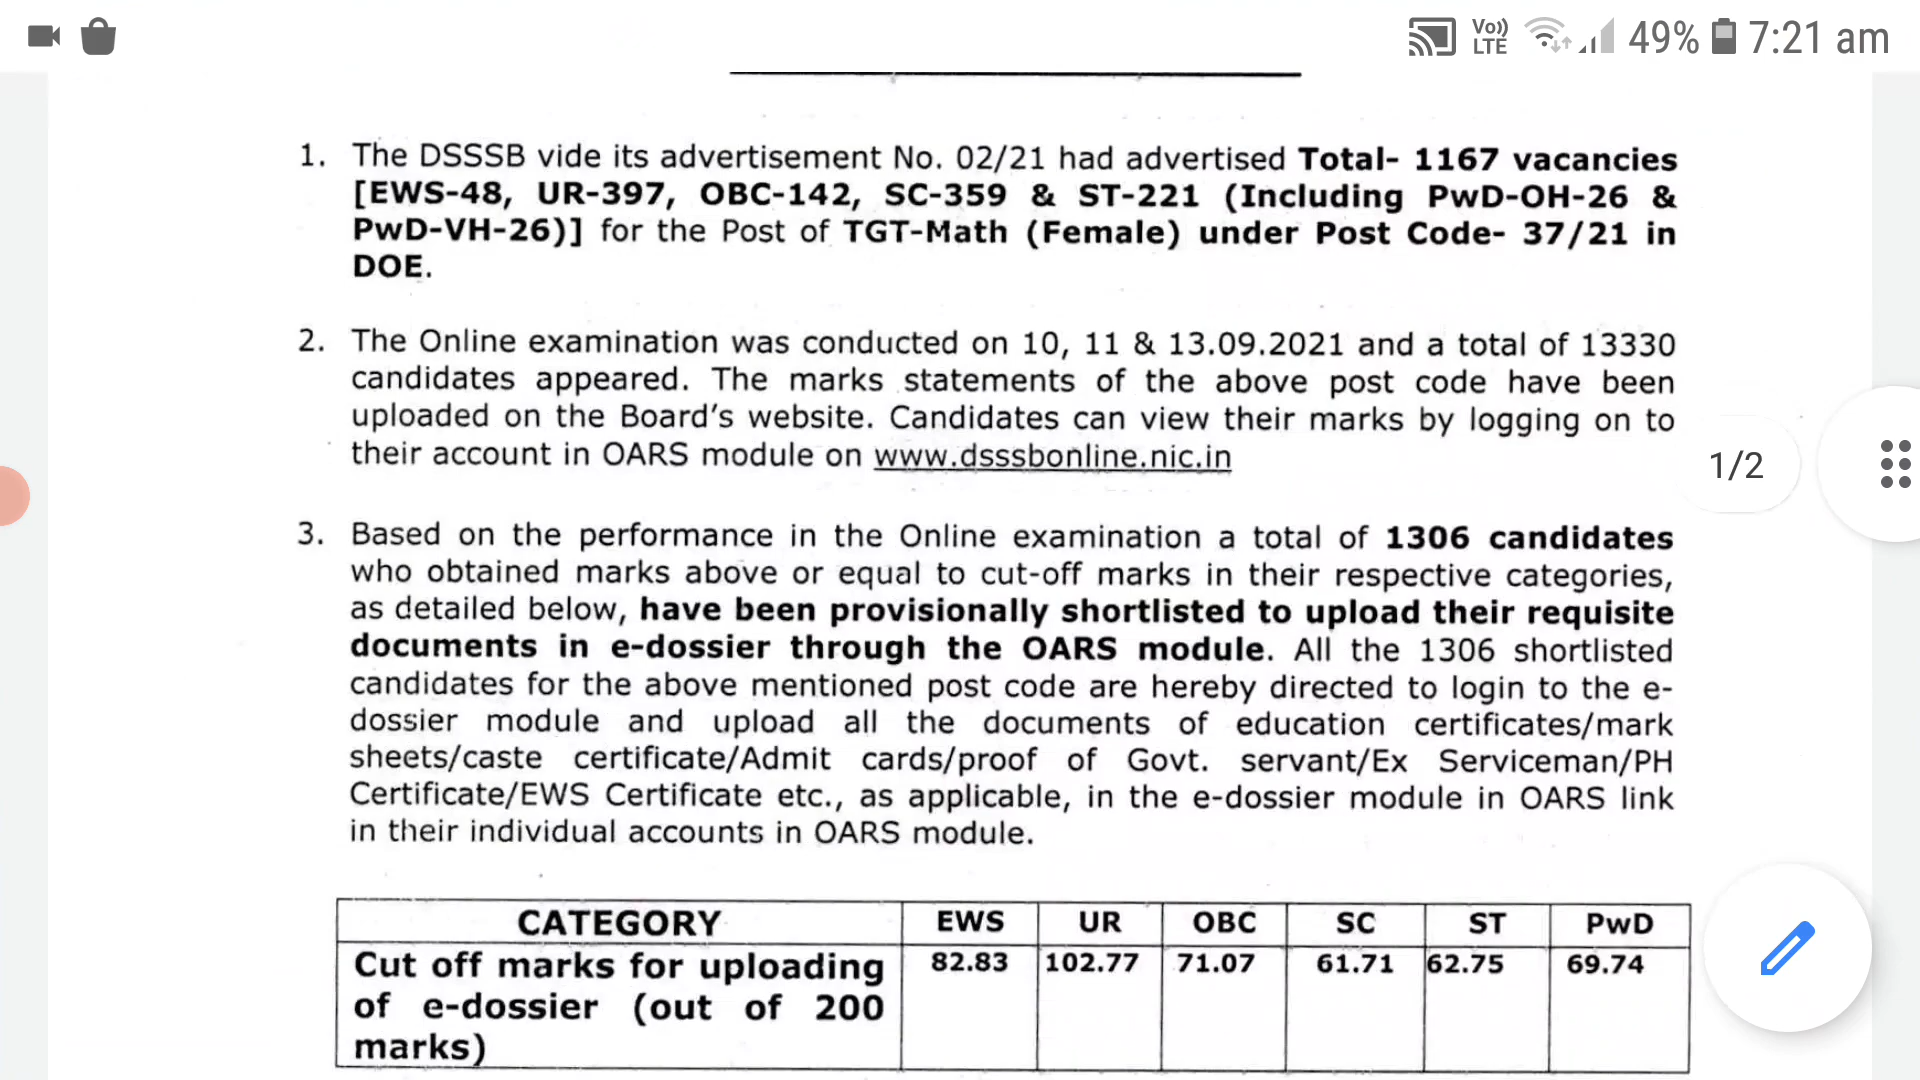 Vo)) LTE 49% 7:21 am
1. The DSSSB vide its advertisement No. 02/21 had advertised Total- 1167 vacancies
[EWS-48, UR-397, OBC-142, SC-359 & ST-221 (Including PwD-OH-26 &
PwD-VH-26)] for the Post of TGT-Math (Female) under Post Code- 37/21 in
DOE.
2. The Online examination was conducted on 10, 11 & 13.09.2021 and a total of 13330
candidates appeared. The marks statements of the above post code have been
uploaded on the Board's website. Candidates can view their marks by logging on to
their account in OARS module on www.dsssbonline.nic.in
1/2
3. Based on the performance in the Online examination a total of 1306 candidates
who obtained marks above or equal to cut-off marks in their respective categories,
as detailed below, have been provisionally shortlisted to upload their requisite
documents in e-dossier through the OARS module. All the 1306 shortlisted
candidates for the above mentioned post code are hereby directed to login to the e-
dossier module and upload all the documents of education certificates/mark
sheets/caste certificate/Admit cards/proof of Govt. servant/Ex Serviceman/PH
Certificate/EWS Certificate etc., as applicable, in the e-dossier module in OARS link
in their individual accounts in OARS module.
CATEGORY EWS UR OBC SC ST PwD
Cut off marks for uploading 82.83 102.77 71.07 61.71 62.75 69.74
of e-dossier (out of 200
marks)